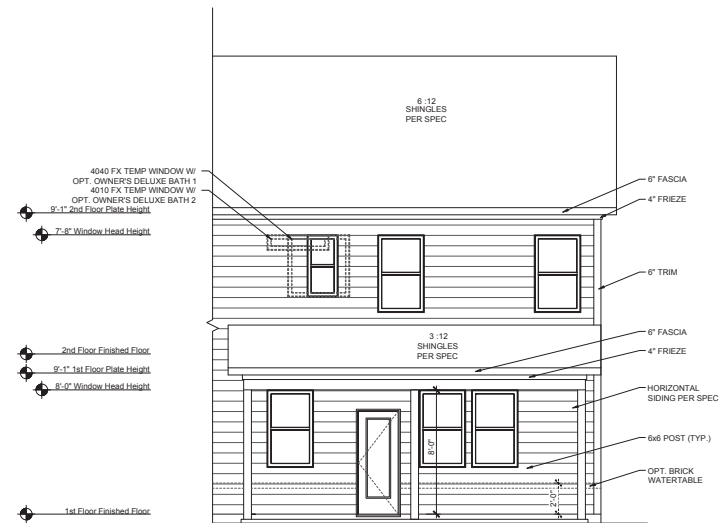 6 :12
SHINGLES
PER SPEC
4040 FX TEMP WINDOW W/
OPT. OWNER'S DELUXE BATH 1
4010 FX TEMP WINDOW W/
OPT. OWNER'S DELUXE BATH 2
9'-1" 2nd Floor Plate Height
7'-8" Window Head Height
6" FASCIA
4" FRIEZE
6" TRIM
3 :12
SHINGLES
PER SPEC
2nd Floor Finished Floor
9'-1" 1st Floor Plate Height
8'-0" Window Head Height
6" FASCIA
4" FRIEZE
HORIZONTAL
SIDING PER SPEC
6x6 POST (TYP.)
OPT. BRICK
WATERTABLE
8'-0"
2'-0"
1st Floor Finished Floor